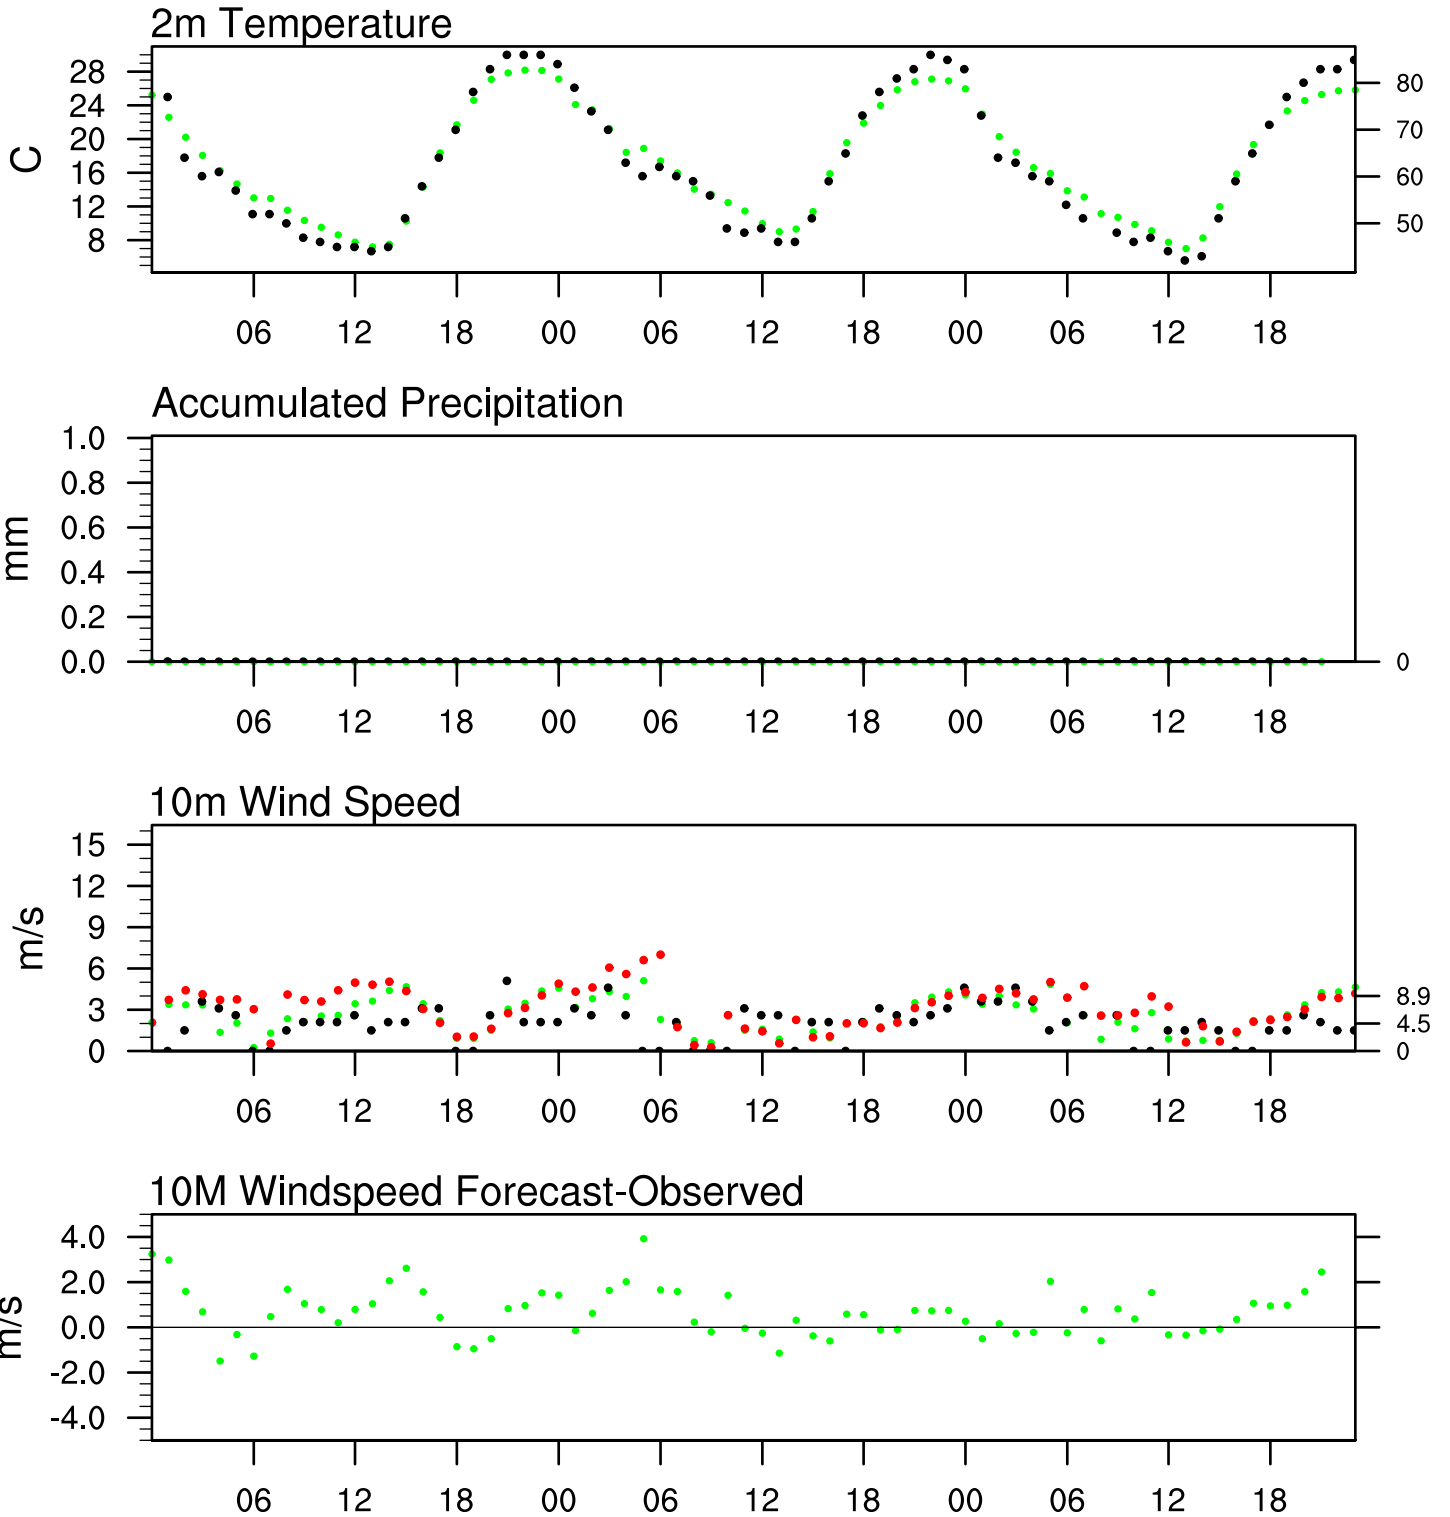 2m Temperature
28
24
20
16
12
8
C
80
70
60
50
06 12 18 00 06 12 18 00 06 12 18
Accumulated Precipitation
1.0
0.8
0.6
0.4
0.2
0.0
mm
0
06 12 18 00 06 12 18 00 06 12 18
10m Wind Speed
15
12
9
6
3
0
m/s
8.9
4.5
0
06 12 18 00 06 12 18 00 06 12 18
10M Windspeed Forecast-Observed
4.0
2.0
0.0
-2.0
-4.0
m/s
06 12 18 00 06 12 18 00 06 12 18